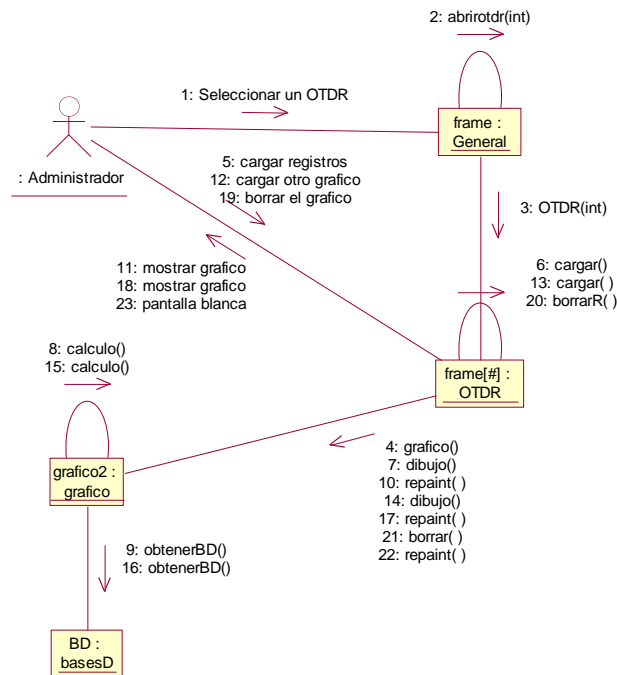 2: abrirotdr(int)
1: Seleccionar un OTDR
frame :
General
: Administrador
5: cargar registros
12: cargar otro grafico
19: borrar el grafico
3: OTDR(int)
11: mostrar grafico
18: mostrar grafico
23: pantalla blanca
6: cargar()
13: cargar( )
20: borrarR( )
8: calculo()
15: calculo()
frame[#] :
OTDR
4: grafico()
7: dibujo()
10: repaint( )
14: dibujo()
17: repaint( )
21: borrar( )
22: repaint( )
grafico2 :
grafico
9: obtenerBD()
16: obtenerBD()
BD :
basesD